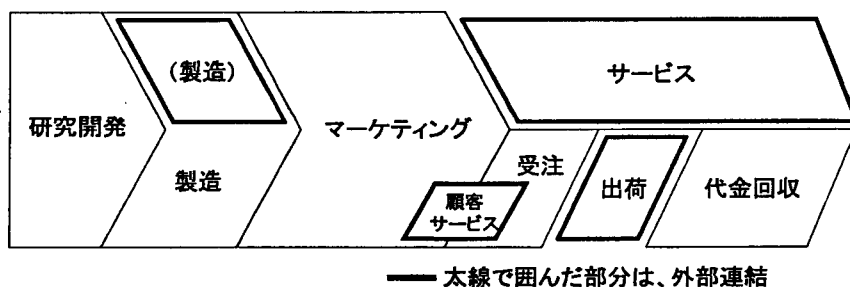 研究開発
(製造)
製造
マーケティング
顧客
サービス
サービス
受注
出荷
代金回収
太線で囲んだ部分は、外部連結